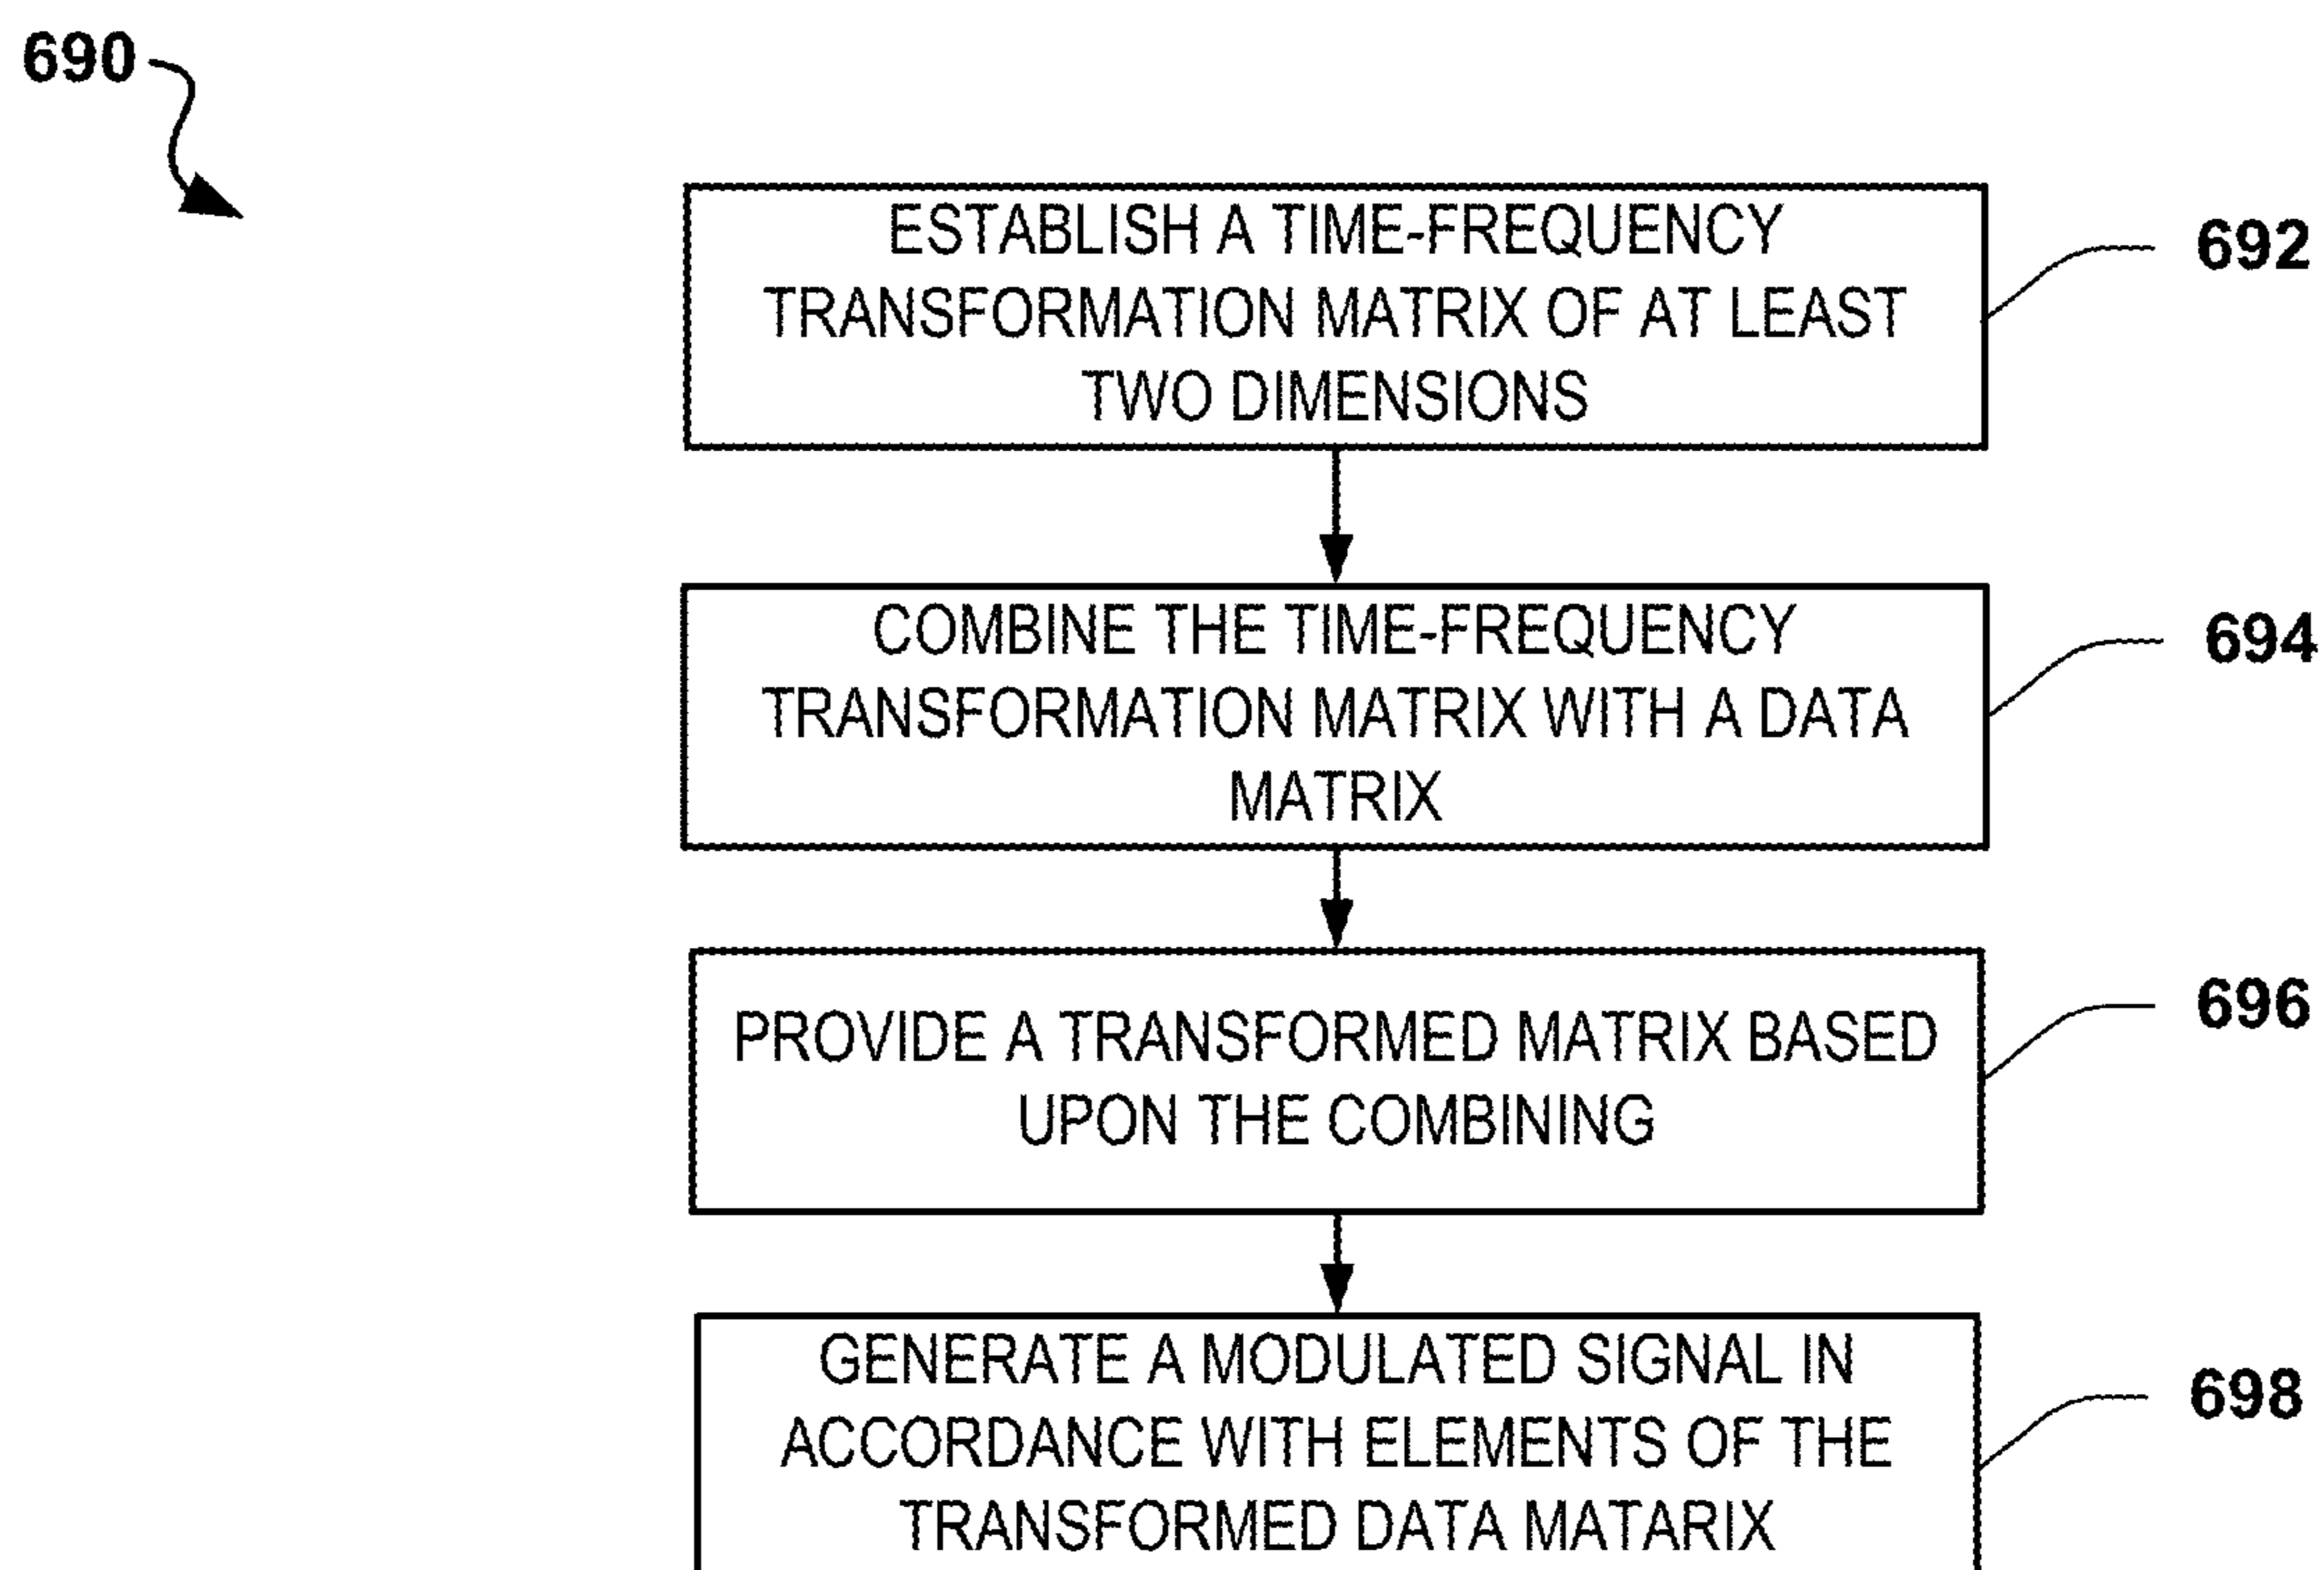 690
ESTABLISH A TIME-FREQUENCY
TRANSFORMATION MATRIX OF AT LEAST
TWO DIMENSIONS
692
COMBINE THE TIME-FREQUENCY
TRANSFORMATION MATRIX WITH A DATA
MATRIX
694
PROVIDE A TRANSFORMED MATRIX BASED
UPON THE COMBINING
696
GENERATE A MODULATED SIGNAL IN
ACCORDANCE WITH ELEMENTS OF THE
TRANSFORMED DATA MATARIX
698